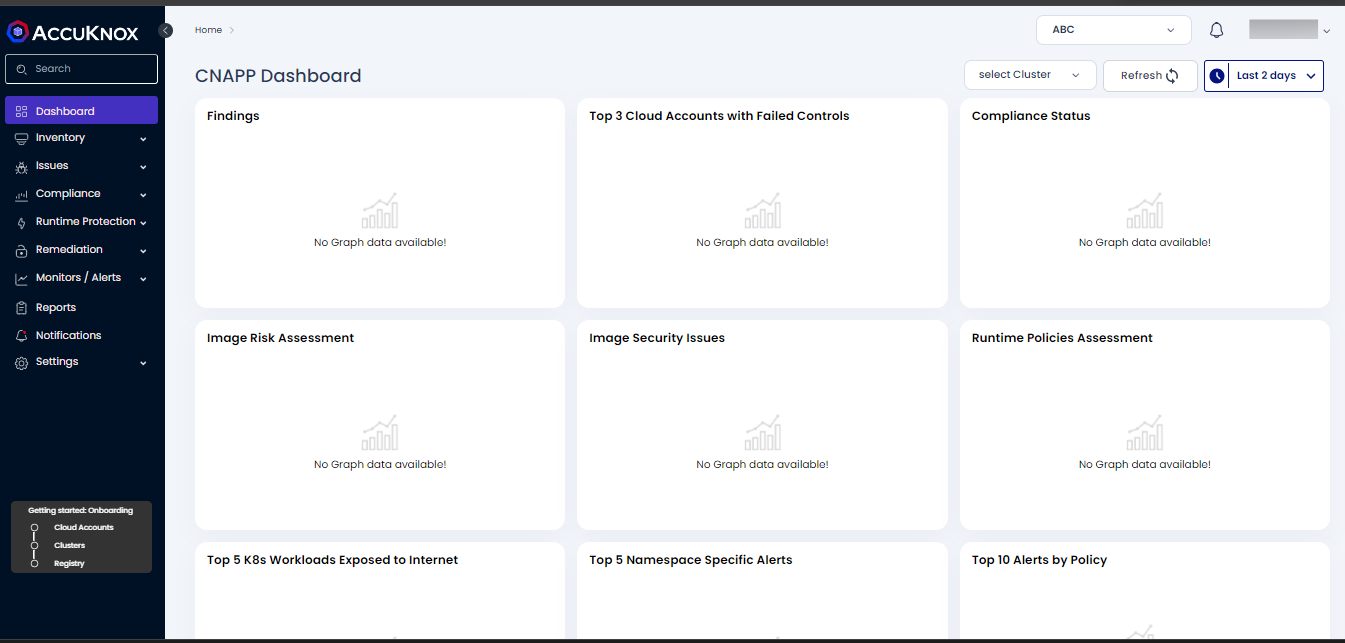 ACCUKNOX
Search
Dashboard
Inventory
Issues
Compliance
Runtime Protection
Remediation
Monitors / Alerts
Reports
Notifications
Settings
Getting started: Onboarding
Cloud Accounts
Clusters
Registry
Home
ABC
CNAPP Dashboard
select Cluster
Refresh
Last 2 days
Findings
No Graph data available!
Top 3 Cloud Accounts with Failed Controls
No Graph data available!
Compliance Status
No Graph data available!
Image Risk Assessment
No Graph data available!
Image Security Issues
No Graph data available!
Runtime Policies Assessment
No Graph data available!
Top 5 K8s Workloads Exposed to Internet
Top 5 Namespace Specific Alerts
Top 10 Alerts by Policy